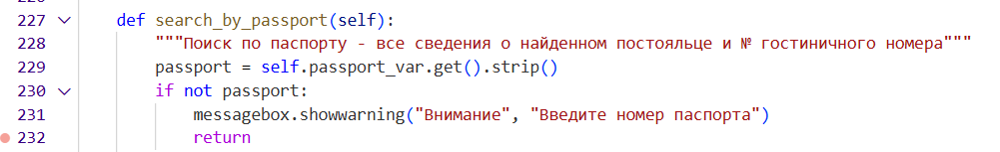 227 def search_by_passport(self):
228 """Поиск по паспорту - все сведения о найденном постояльце и № гостиничного номера"""
229 passport = self.passport_var.get().strip()
230 if not passport:
231 messagebox.showwarning("Внимание", "Введите номер паспорта")
232 return